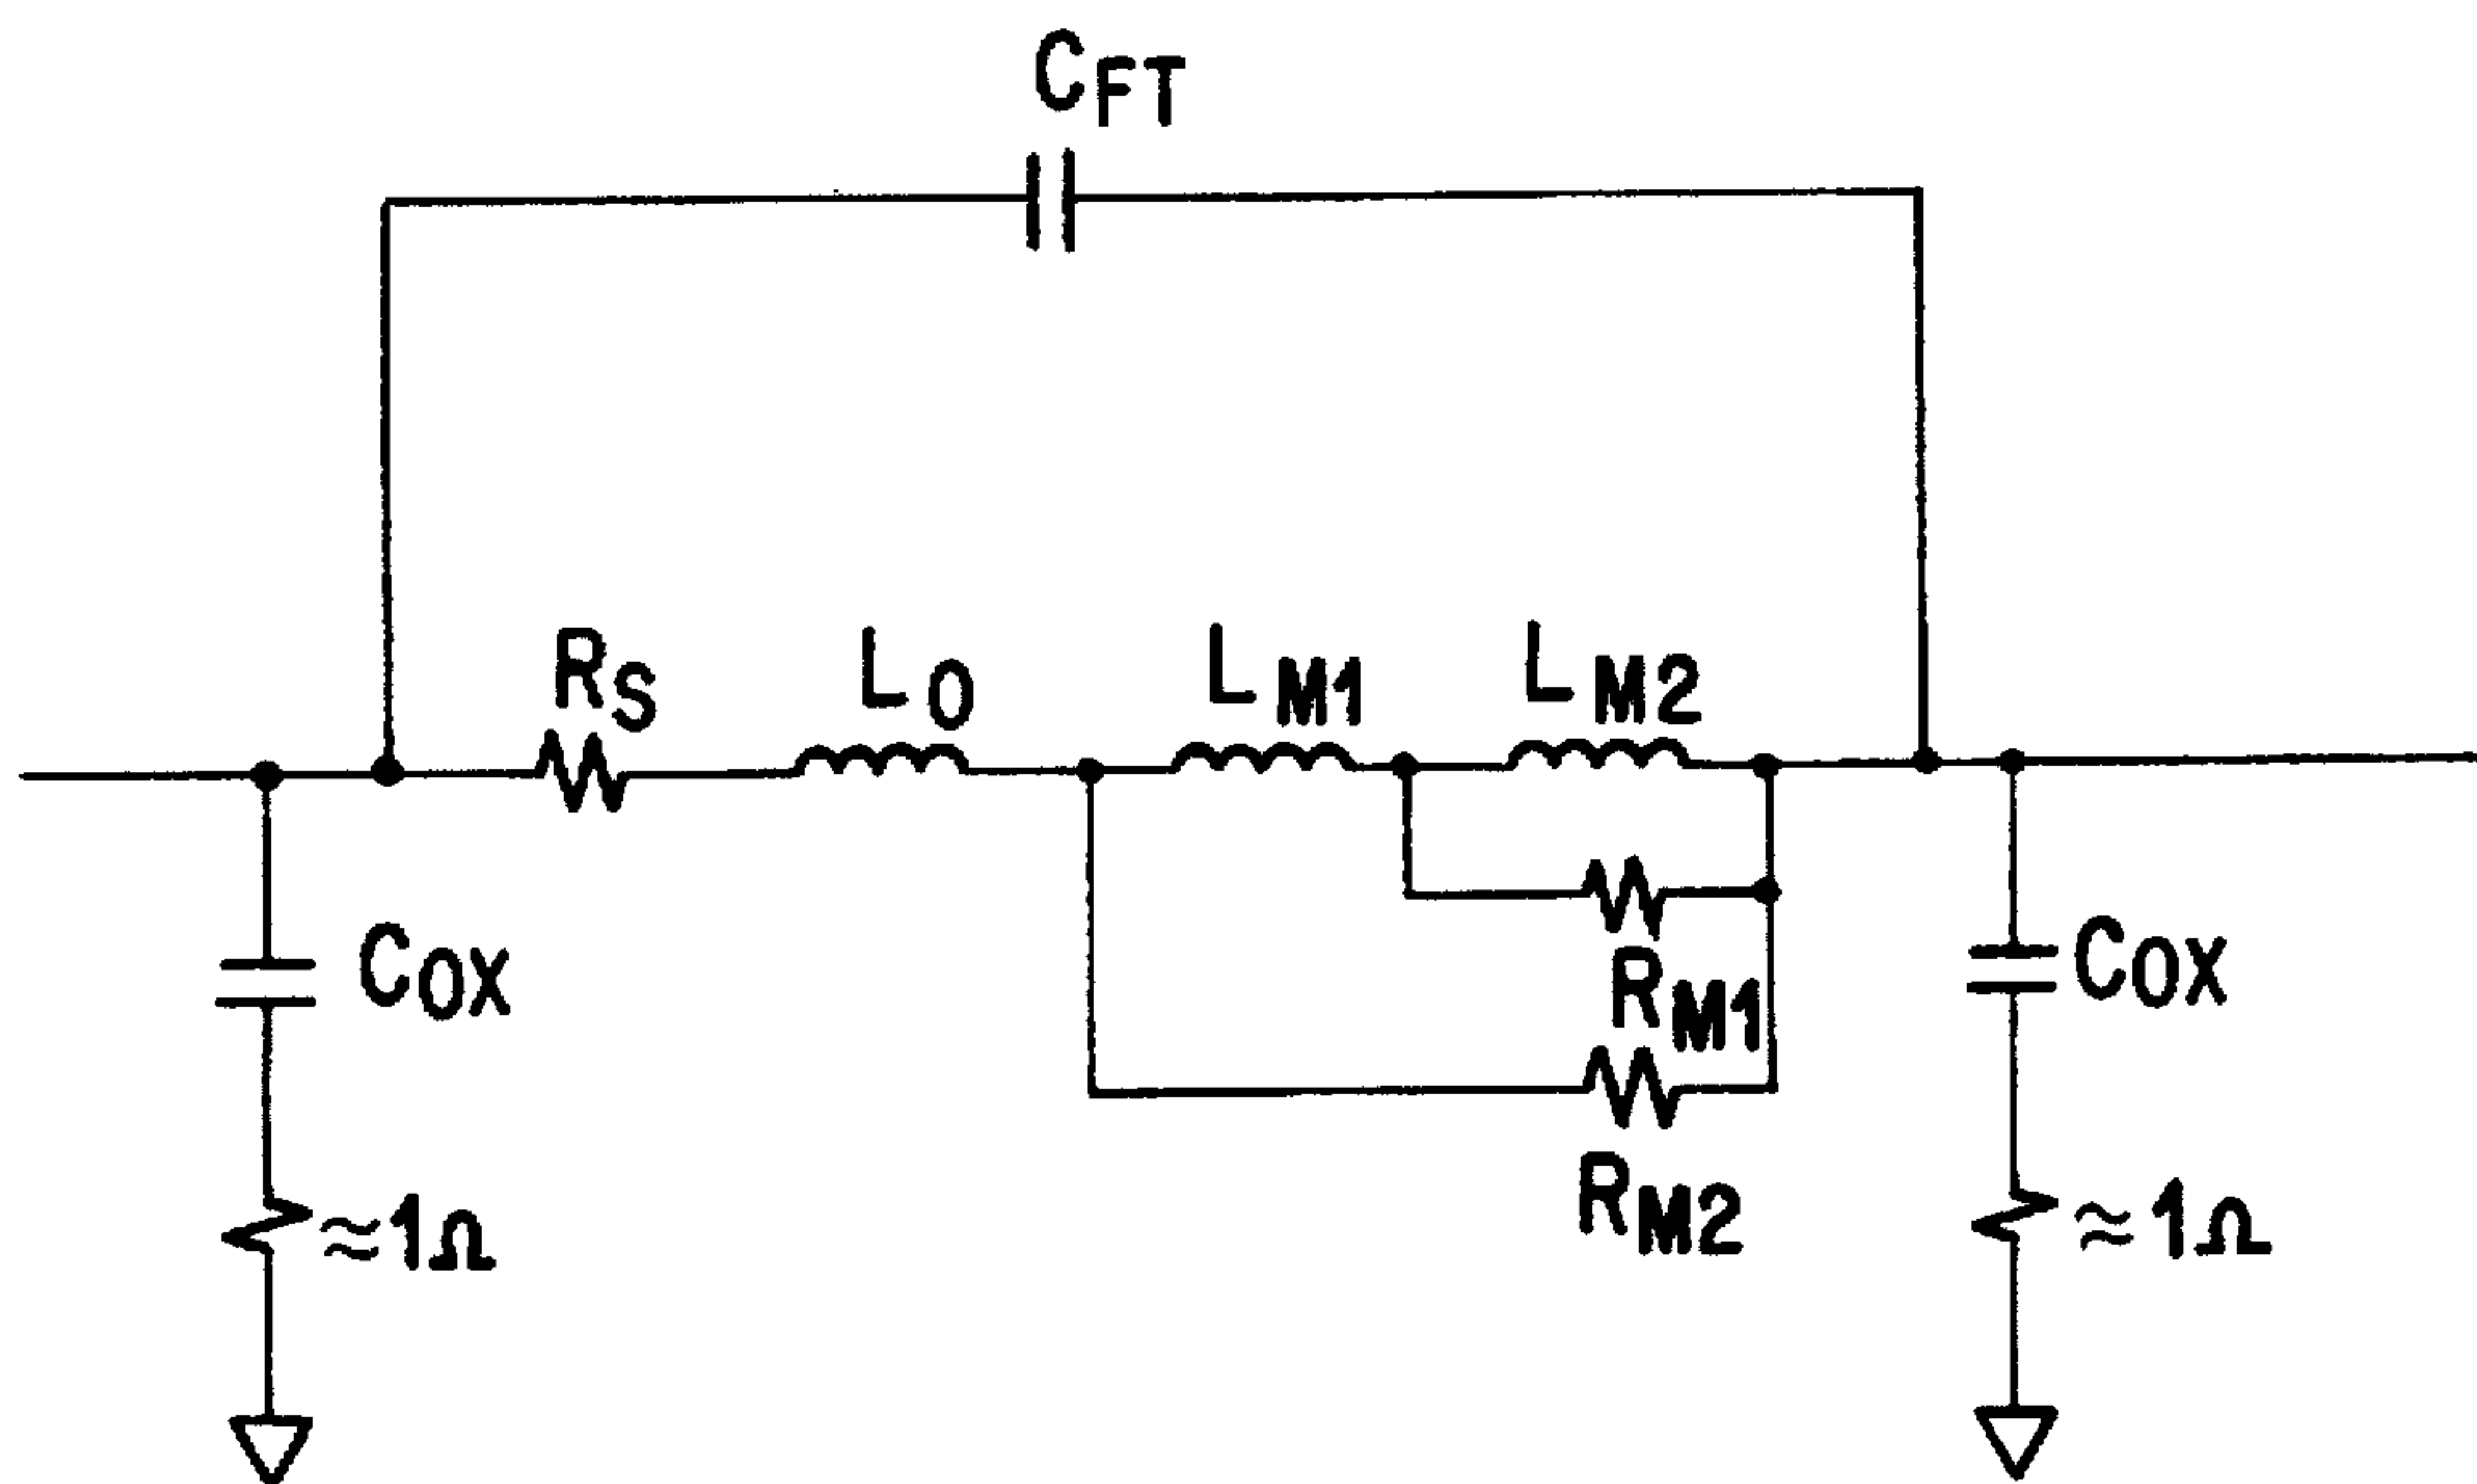 CFT
RS
LO
LM1
LM2
COX
RM1
COX
RM2
≈1Ω
≈1Ω